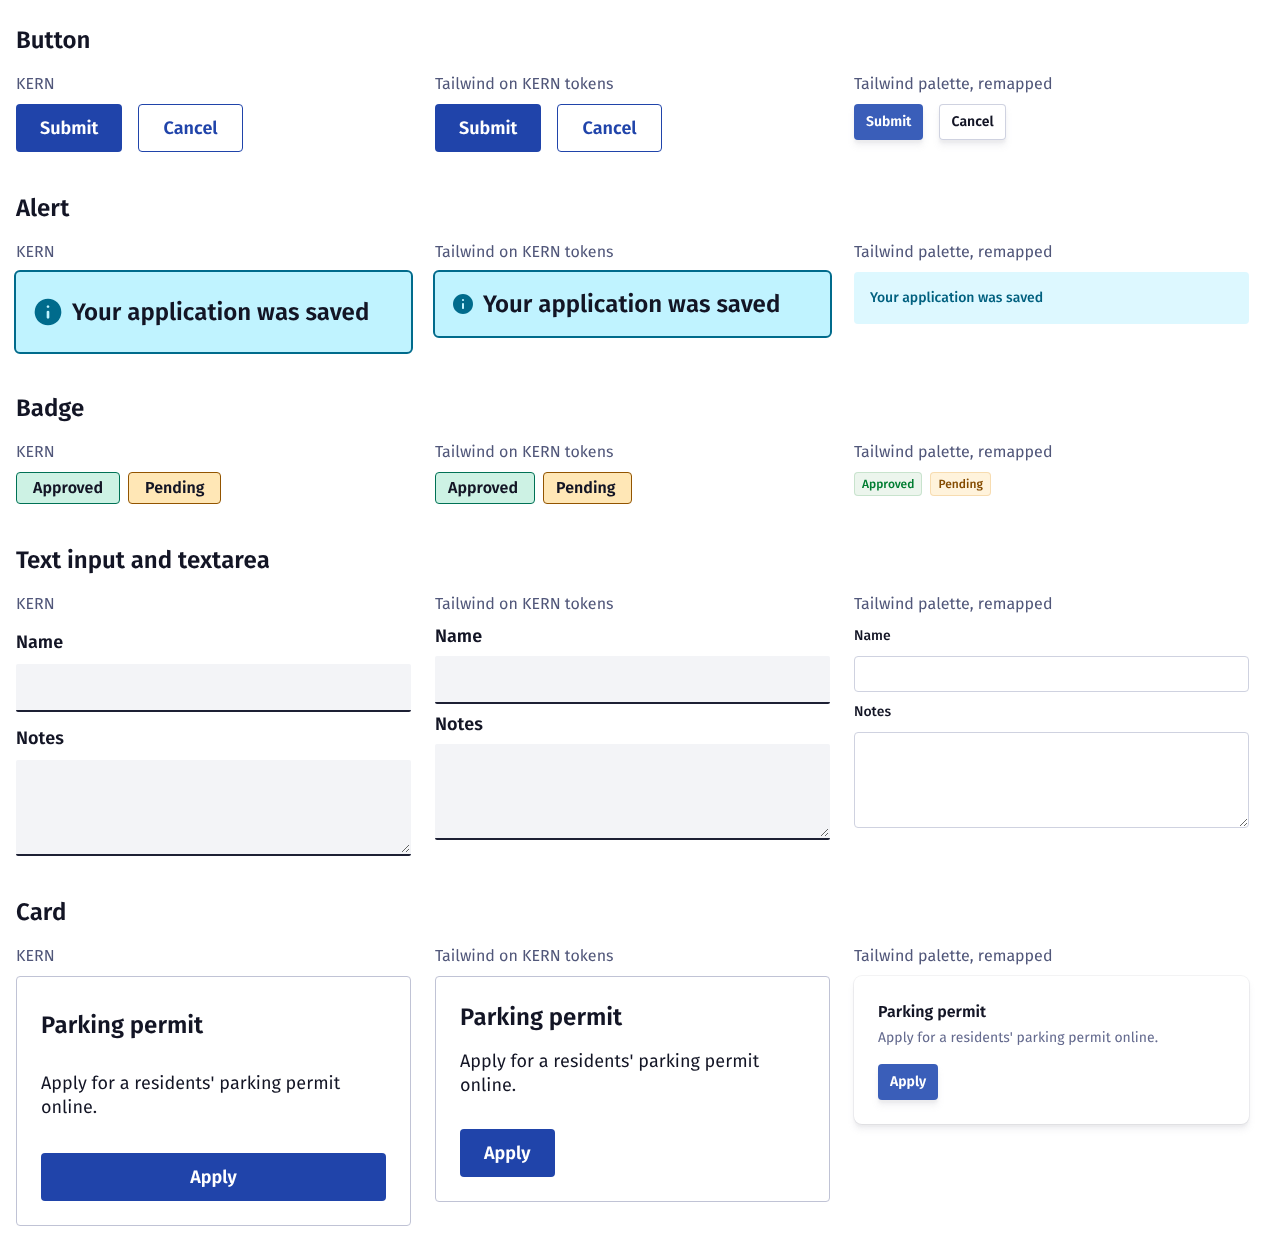 Button
KERN
Tailwind on KERN tokens
Tailwind palette, remapped
Submit
Cancel
Submit
Cancel
Submit
Cancel
Alert
KERN
Tailwind on KERN tokens
Tailwind palette, remapped
Your application was saved
Your application was saved
Your application was saved
Badge
KERN
Tailwind on KERN tokens
Tailwind palette, remapped
Approved
Pending
Approved
Pending
Approved
Pending
Text input and textarea
KERN
Tailwind on KERN tokens
Tailwind palette, remapped
Name
Name
Name
Notes
Notes
Notes
Card
KERN
Tailwind on KERN tokens
Tailwind palette, remapped
Parking permit
Apply for a residents' parking permit
online.
Apply
Parking permit
Apply for a residents' parking permit
online.
Apply
Parking permit
Apply for a residents' parking permit online.
Apply